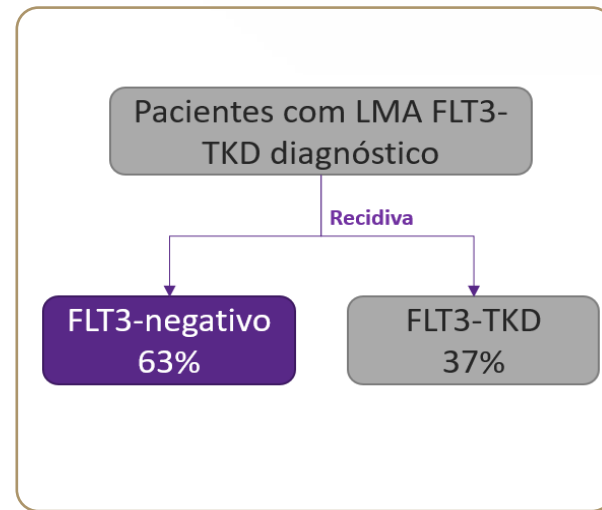 Pacientes com LMA FLT3-
TKD diagnóstico
Recidiva
FLT3-negativo
63%
FLT3-TKD
37%